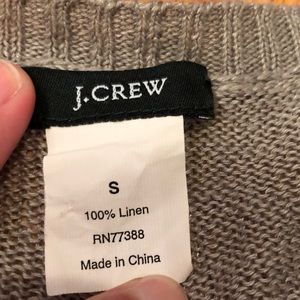 J.CREW
S
100% Linen
RN77388
Made in China